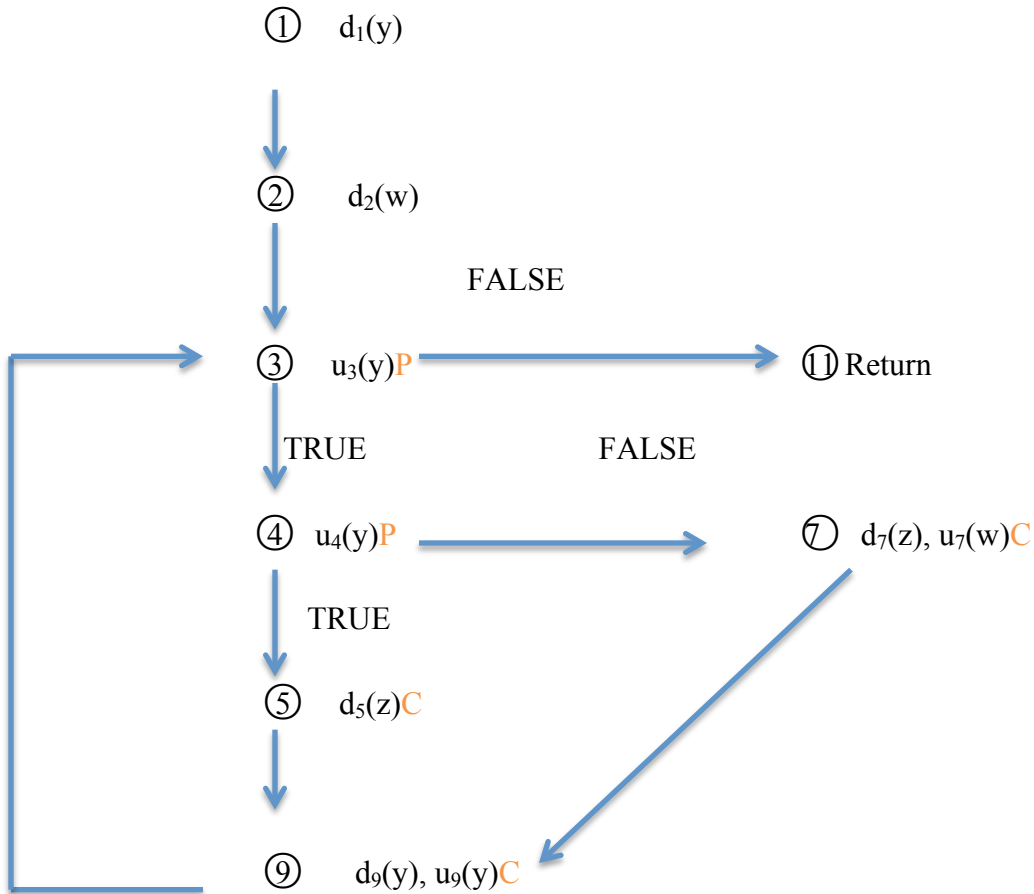 ① d₁(y)
② d₂(w)
FALSE
③ u₃(y)P ⑪ Return
TRUE FALSE
④ u₄(y)P ⑦ d₇(z), u₇(w)C
TRUE
⑤ d₅(z)C
⑨ d₉(y), u₉(y)C